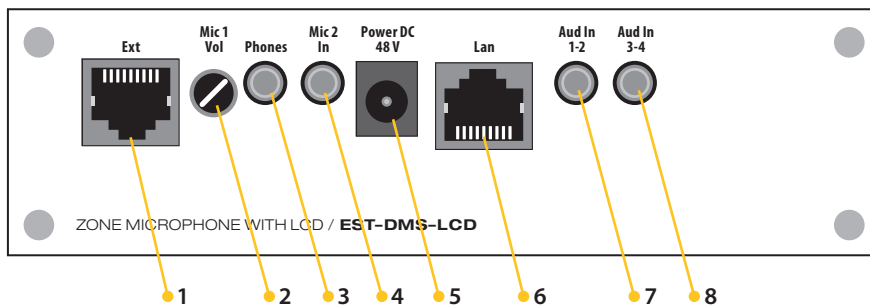 Ext
Mic 1
Vol
Phones
Mic 2
In
Power DC
48 V
Lan
Aud In
1-2
Aud In
3-4
ZONE MICROPHONE WITH LCD / EST-DMS-LCD
1 2 3 4 5 6 7 8